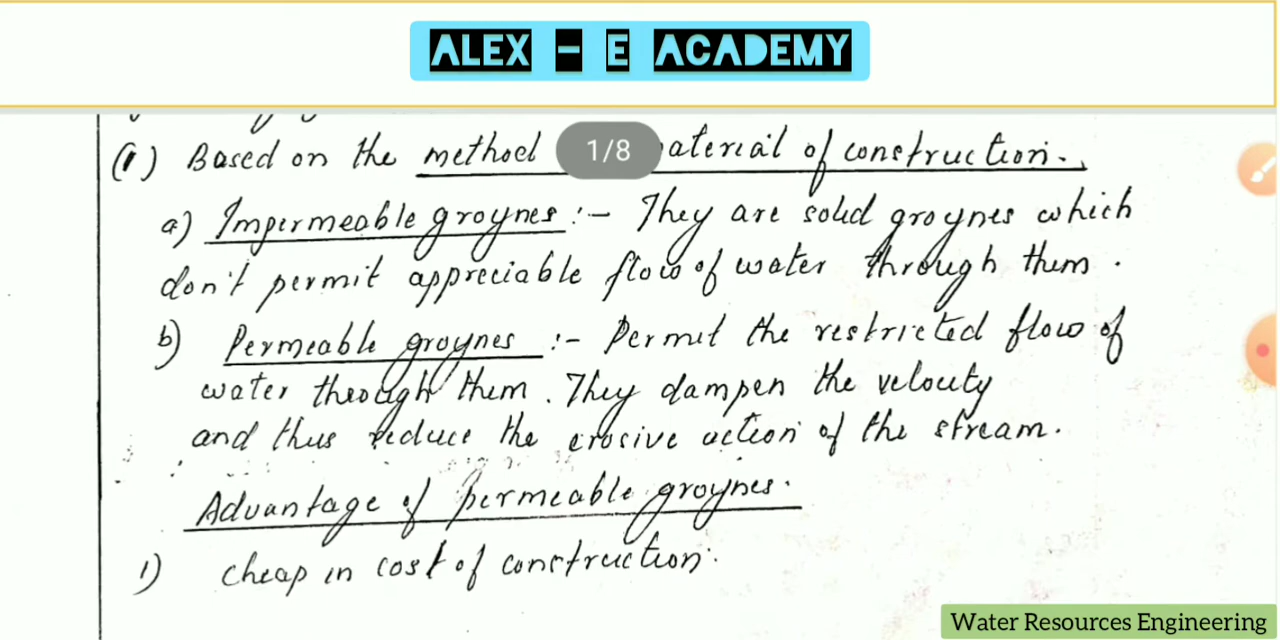 ALEX - E ACADEMY
(1) Based on the method 1/8 aterial of construction.
a) Impermeable groynes :- They are solid groynes which
don't permit appreciable flow of water through them.
b) Permeable groynes :- Permit the restricted flow of
water through them. They dampen the velocity
and thus reduce the erosive action of the stream.
Advantage of permeable groynes.
1) cheap in cost of construction.
Water Resources Engineering